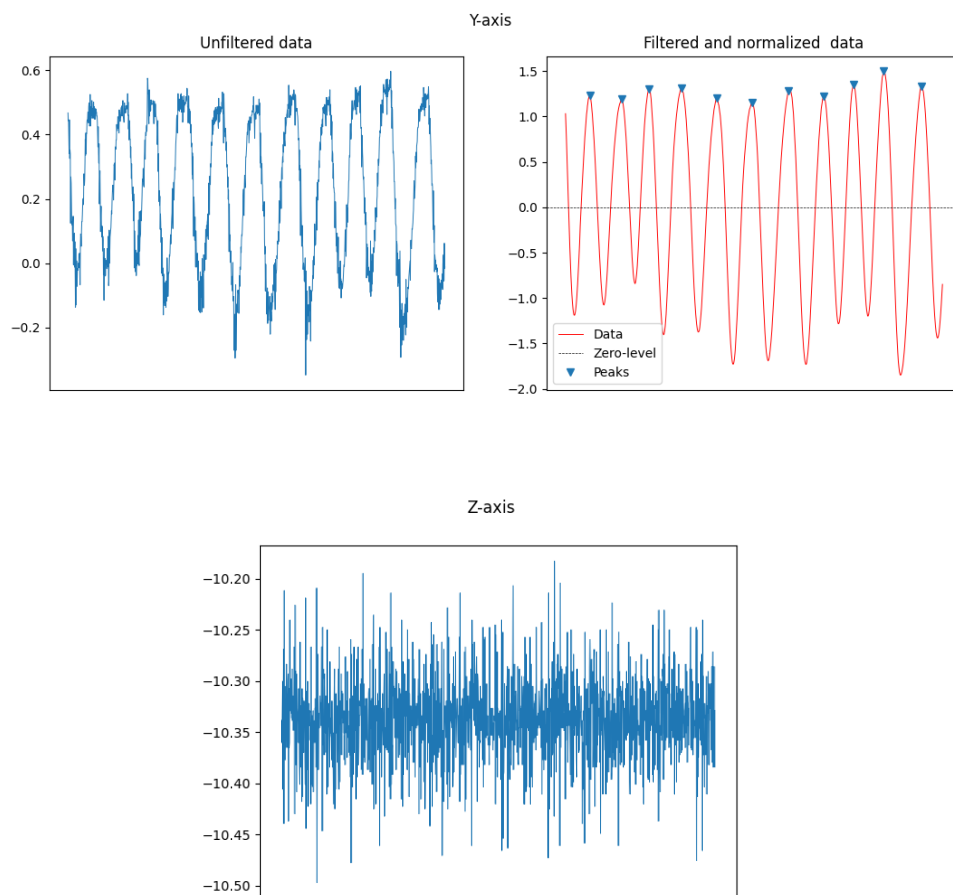 Y-axis
Unfiltered data
0.6
0.4
0.2
0.0
−0.2
Filtered and normalized  data
1.5
1.0
0.5
0.0
−0.5
−1.0
−1.5
−2.0
Data
Zero-level
Peaks
Z-axis
−10.20
−10.25
−10.30
−10.35
−10.40
−10.45
−10.50